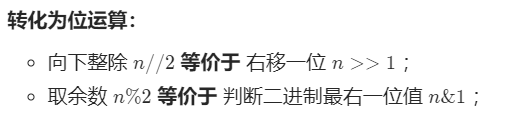 转化为位运算：
向下整除 n//2 等价于 右移一位 n >> 1 ；
取余数 n%2 等价于 判断二进制最右一位值 n&1 ；